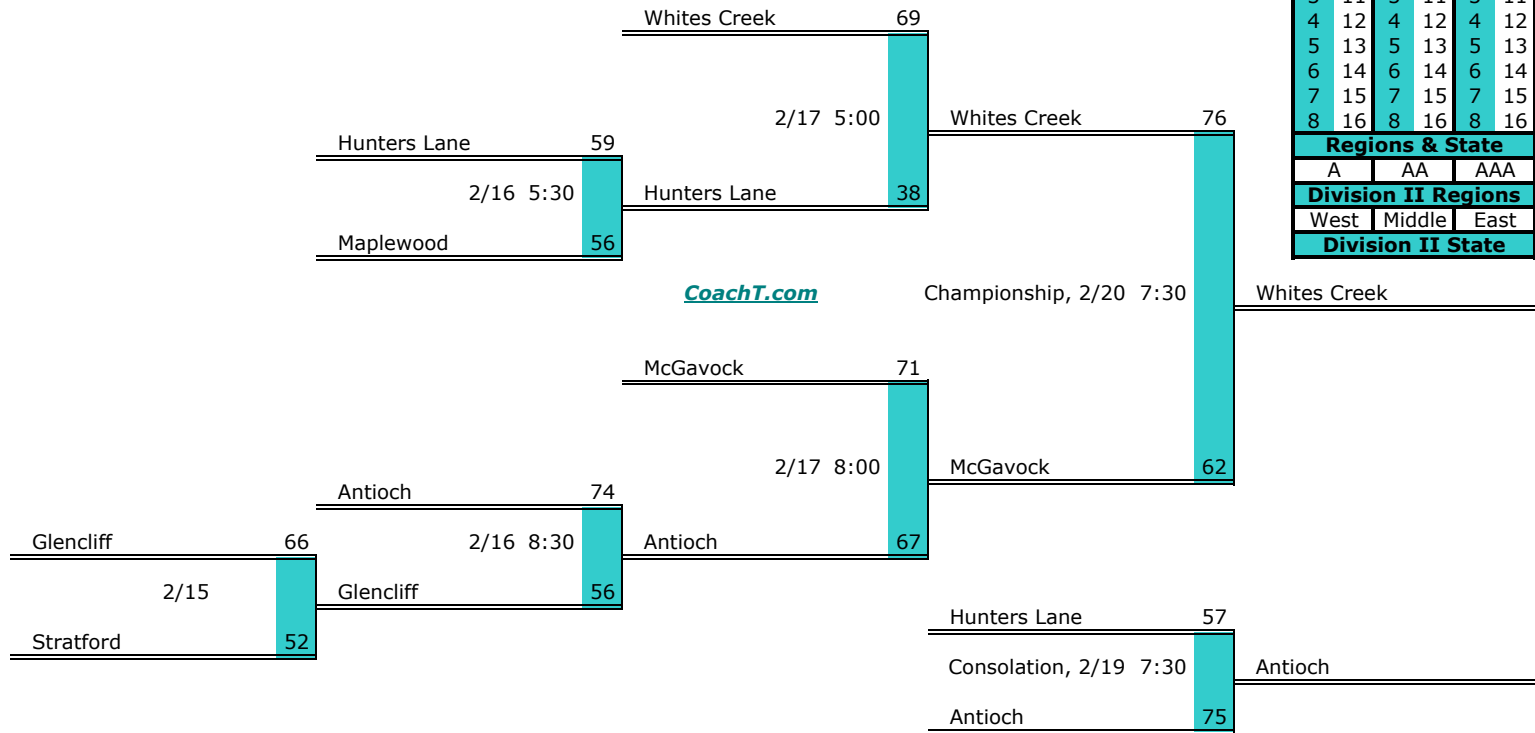 Whites Creek 69
4 12 4 12 4 12
5 13 5 13 5 13
6 14 6 14 6 14
7 15 7 15 7 15
2/17 5:00 Whites Creek 76
8 16 8 16 8 16
Hunters Lane 59
Regions & State
A AA AAA
2/16 5:30 Hunters Lane 38
Division II Regions
West Middle East
Maplewood 56
Division II State
CoachT.com Championship, 2/20 7:30 Whites Creek
McGavock 71
2/17 8:00 McGavock 62
Antioch 74
Glencliff 66 2/16 8:30 Antioch 67
2/15 Glencliff 56
Hunters Lane 57
Stratford 52
Consolation, 2/19 7:30 Antioch
Antioch 75